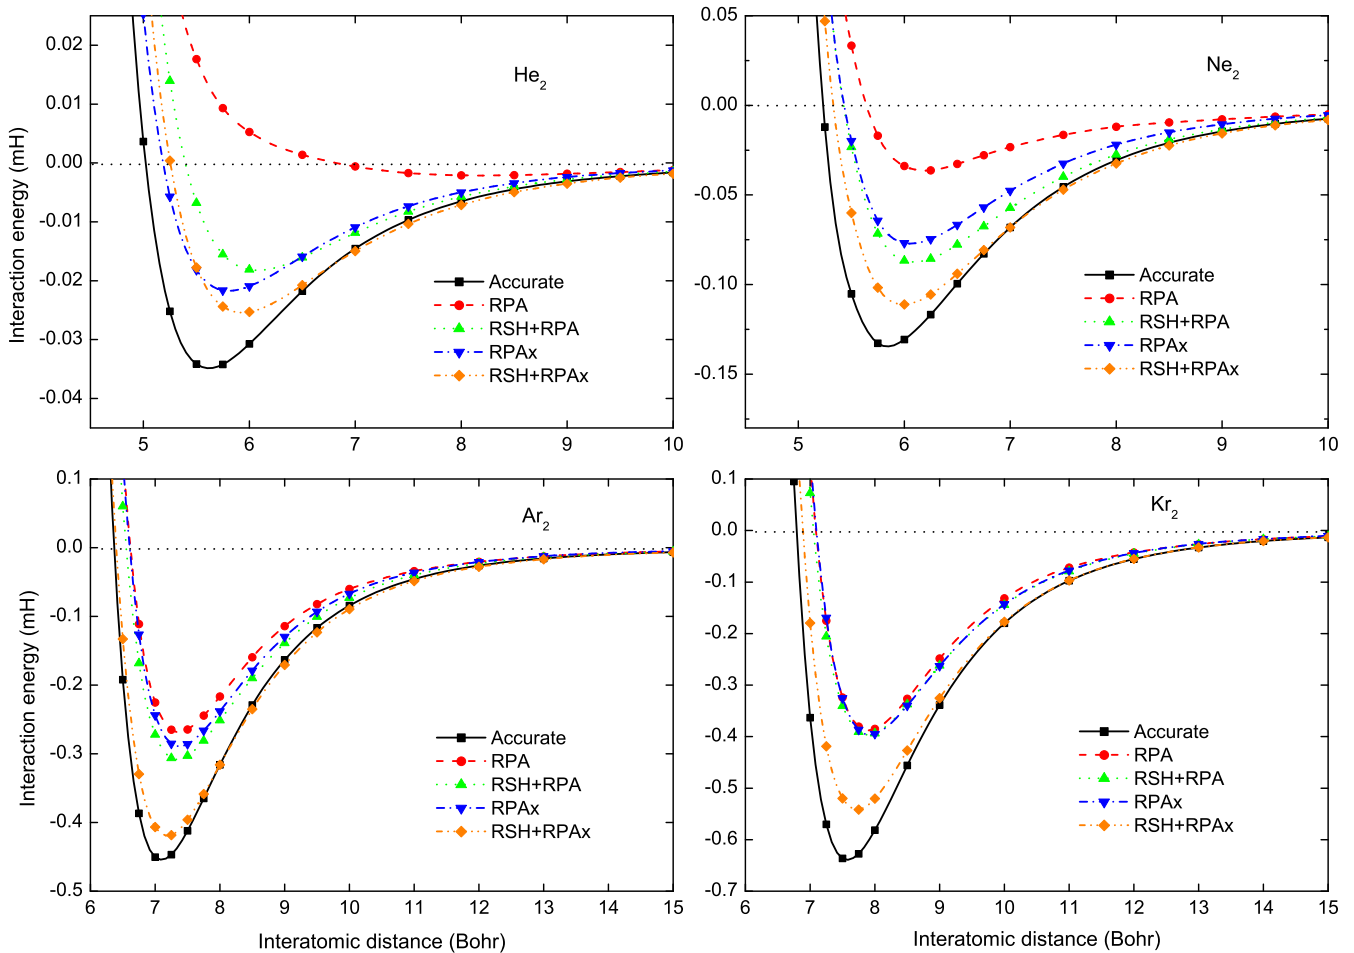 He2
Interaction energy (mH)
0.02
0.01
0.00
-0.01
-0.02
-0.03
-0.04
Accurate
RPA
RSH+RPA
RPAx
RSH+RPAx
5 6 7 8 9 10
Ne2
Interaction energy (mH)
0.05
0.00
-0.05
-0.10
-0.15
Accurate
RPA
RSH+RPA
RPAx
RSH+RPAx
5 6 7 8 9 10
Ar2
Interaction energy (mH)
0.1
0.0
-0.1
-0.2
-0.3
-0.4
-0.5
Accurate
RPA
RSH+RPA
RPAx
RSH+RPAx
6 7 8 9 10 11 12 13 14 15
Interatomic distance (Bohr)
Kr2
Interaction energy (mH)
0.1
0.0
-0.1
-0.2
-0.3
-0.4
-0.5
-0.6
-0.7
Accurate
RPA
RSH+RPA
RPAx
RSH+RPAx
6 7 8 9 10 11 12 13 14 15
Interatomic distance (Bohr)